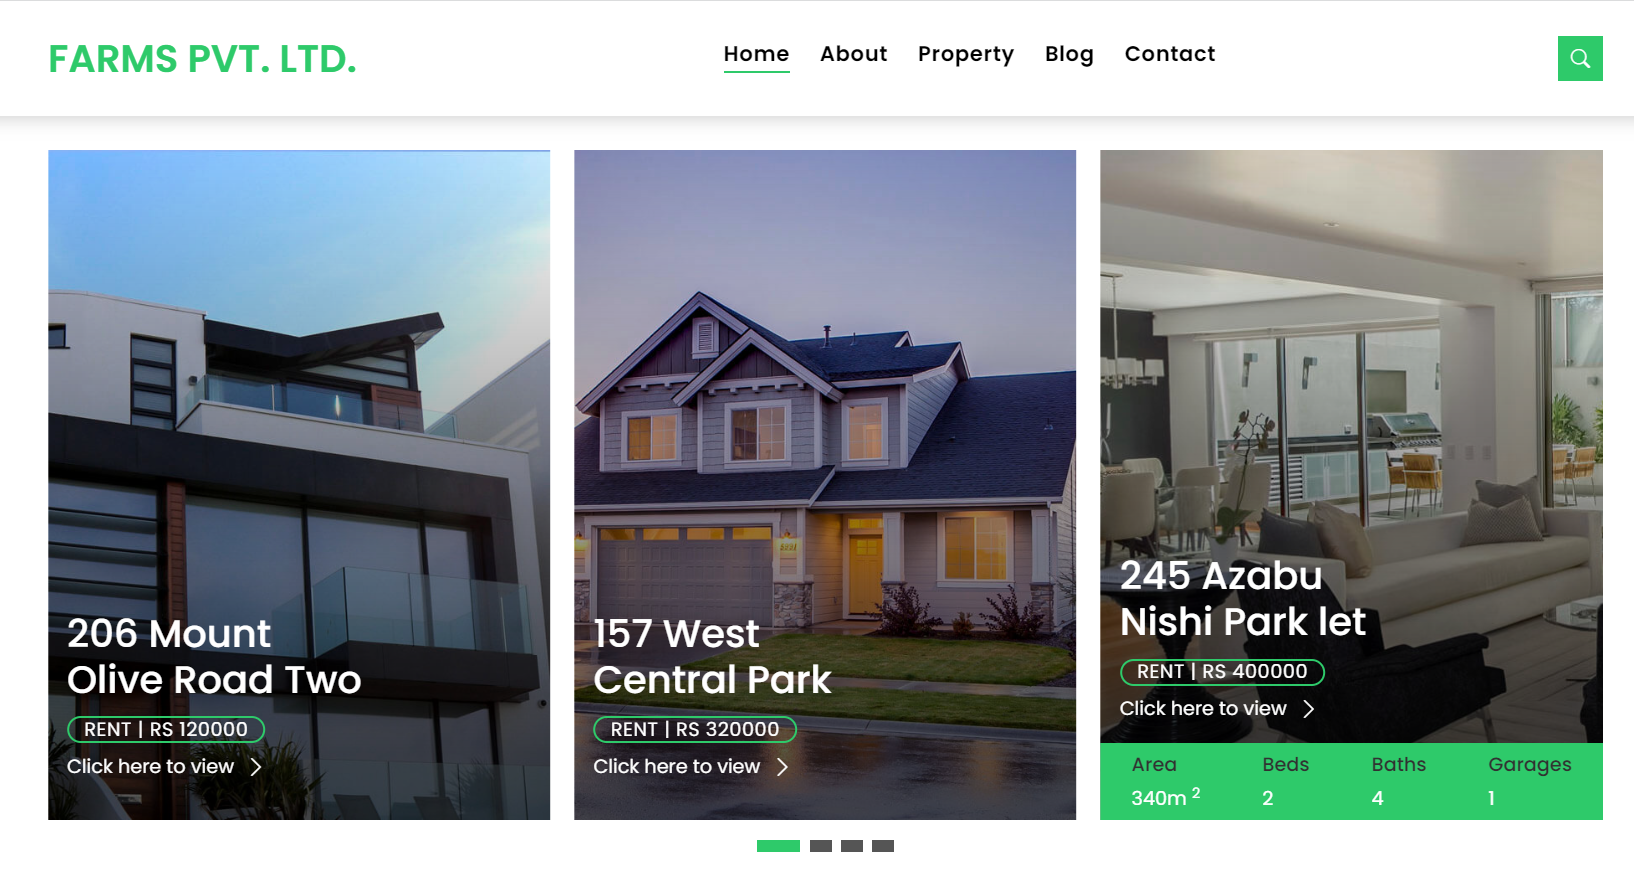 FARMS PVT. LTD.
Home About Property Blog Contact
206 Mount
Olive Road Two
RENT | RS 120000
Click here to view
157 West
Central Park
RENT | RS 320000
Click here to view
245 Azabu
Nishi Park let
RENT | RS 400000
Click here to view
Area Beds Baths Garages
340m 2 2 4 1